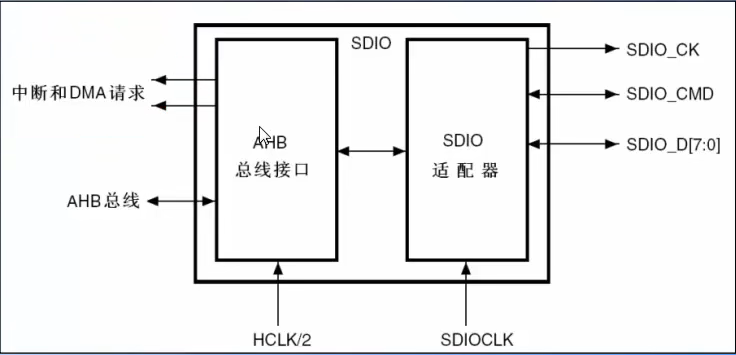 SDIO
SDIO_CK
中断和DMA请求
SDIO_CMD
AHB
总线接口
SDIO
适配器
SDIO_D[7:0]
AHB总线
HCLK/2
SDIOCLK